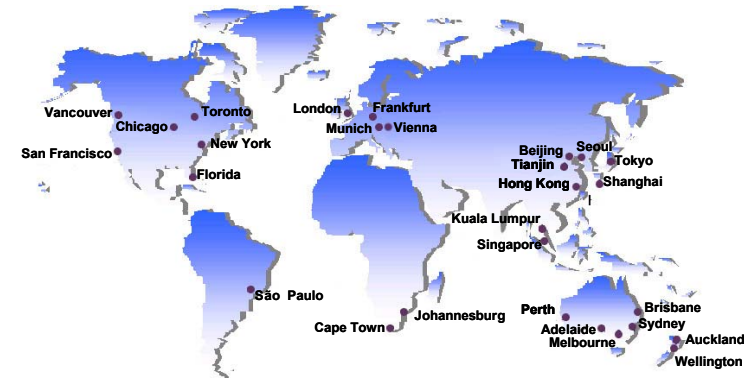 Vancouver
Toronto
Chicago
New York
San Francisco
Florida
London
Frankfurt
Munich
Vienna
Beijing
Seoul
Tianjin
Tokyo
Hong Kong
Shanghai
Kuala Lumpur
Singapore
São Paulo
Cape Town
Johannesburg
Perth
Brisbane
Adelaide
Sydney
Melbourne
Auckland
Wellington